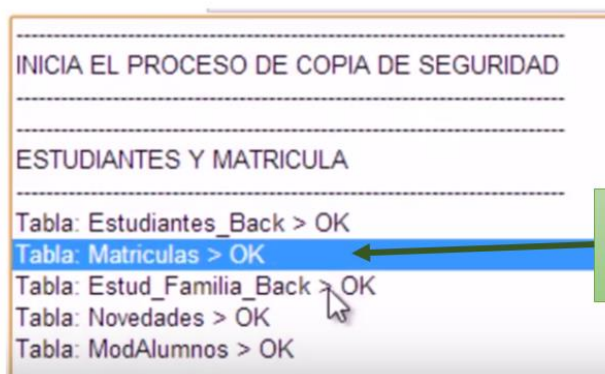 INICIA EL PROCESO DE COPIA DE SEGURIDAD
ESTUDIANTES Y MATRICULA
Tabla: Estudiantes_Back > OK
Tabla: Matriculas > OK
Tabla: Estud_Familia_Back > OK
Tabla: Novedades > OK
Tabla: ModAlumnos > OK